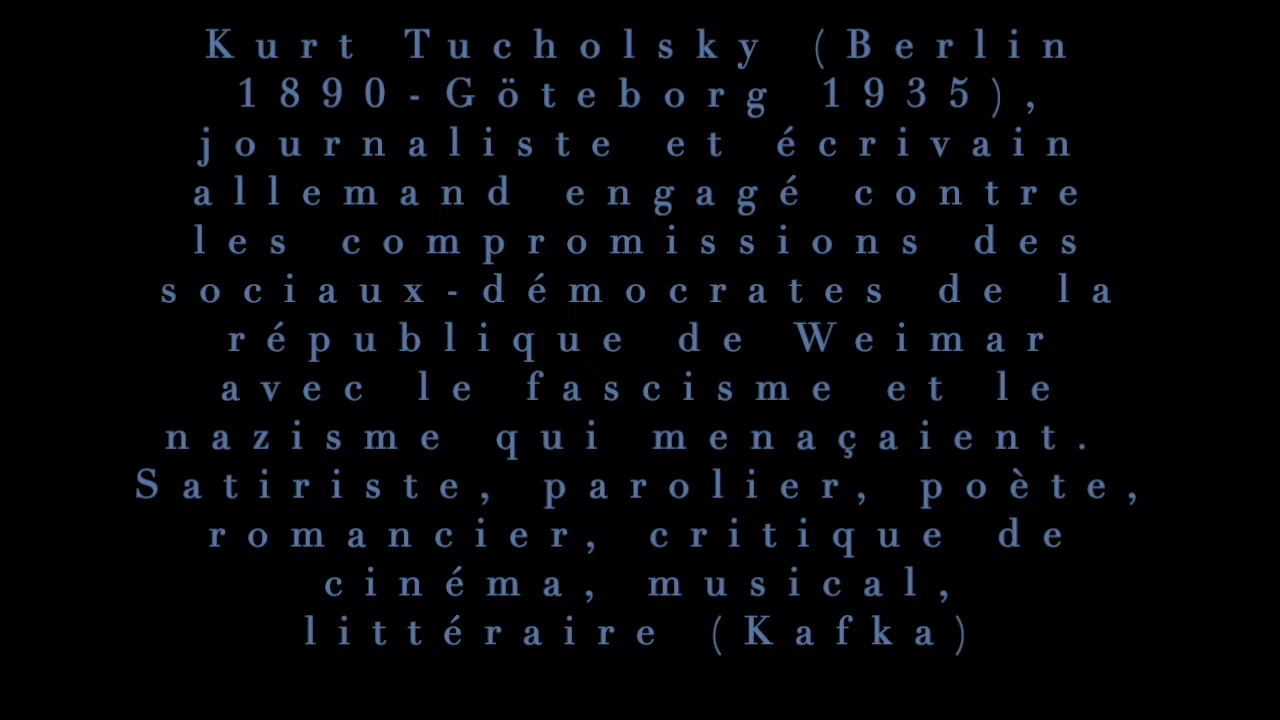 Kurt Tucholsky (Berlin
1890-Göteborg 1935),
journaliste et écrivain
allemand engagé contre
les compromissions des
sociaux-démocrates de la
république de Weimar
avec le fascisme et le
nazisme qui menaçaient.
Satiriste, parolier, poète,
romancier, critique de
cinéma, musical,
littéraire (Kafka)